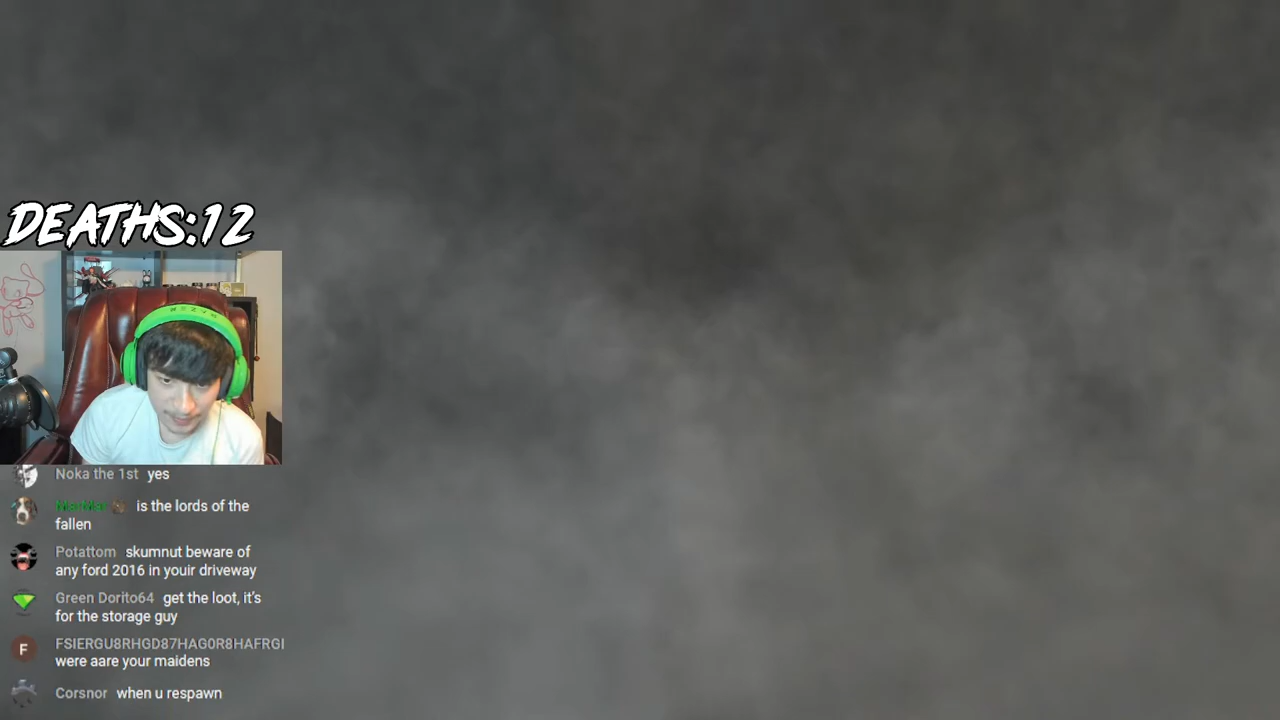 DEATHS:12
Noka the 1st yes
is the lords of the
fallen
Potattom skumnut beware of
any ford 2016 in youir driveway
Green Dorito64 get the loot, it's
for the storage guy
FSIERGU8RHGD87HAG0R8HAFRGI
were aare your maidens
F
Corsnor when u respawn